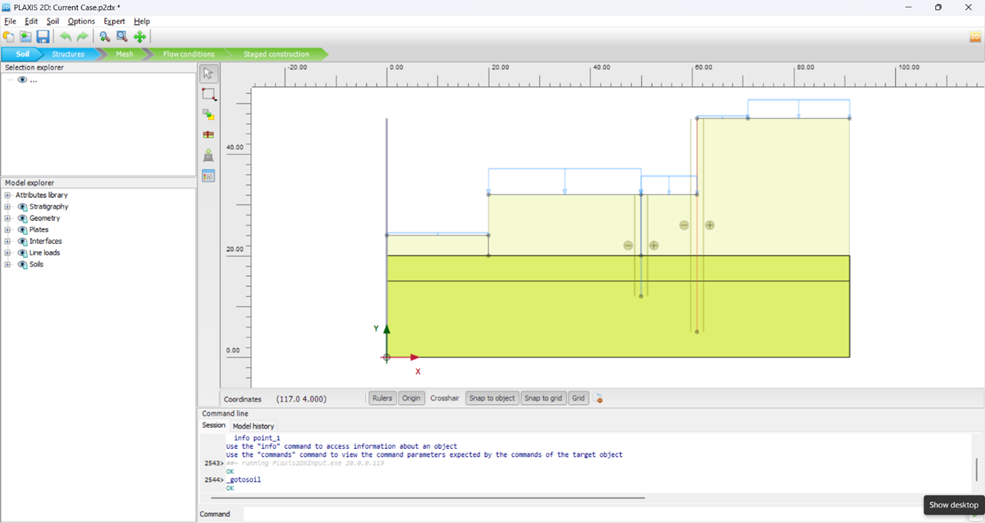 PLAXIS 2D: Current Case.p2dx *
File Edit Soil Options Expert Help
Soil Structures Mesh Flow conditions Staged construction
Selection explorer
...
Model explorer
Attributes library
Stratigraphy
Geometry
Plates
Interfaces
Line loads
Soils
-20.00 0.00 20.00 40.00 60.00 80.00 100.00
40.00
20.00
0.00
Y
X
Coordinates (117.0 4.000) Rulers Origin Crosshair Snap to object Snap to grid Grid
Command line
Session Model history
info point_1
Use the "info" command to access information about an object
Use the "commands" command to view the command parameters expected by the commands of the target object
2543> ##- running Plaxis2DXInput.exe 20.0.0.119
OK
2544> _gotosoil
OK
Command
Show desktop